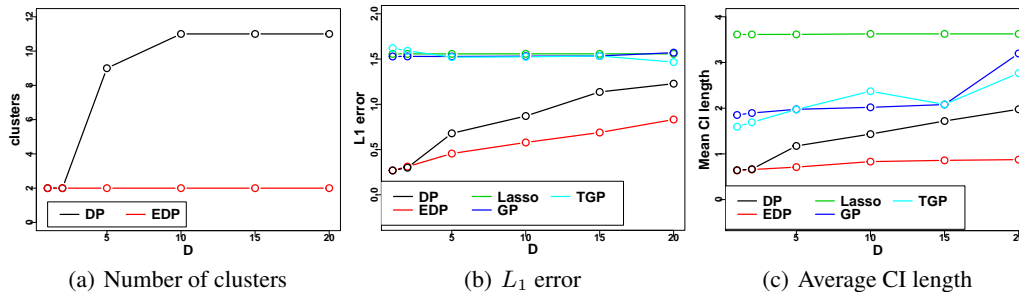 clusters
0 2 4 6 8 10 12
5 10 15 20
D
DP EDP
(a) Number of clusters
L1 error
0.0 0.5 1.0 1.5 2.0
5 10 15 20
D
DP Lasso TGP
EDP GP
(b) L1 error
Mean CI length
0 1 2 3 4
5 10 15 20
D
DP Lasso TGP
EDP GP
(c) Average CI length